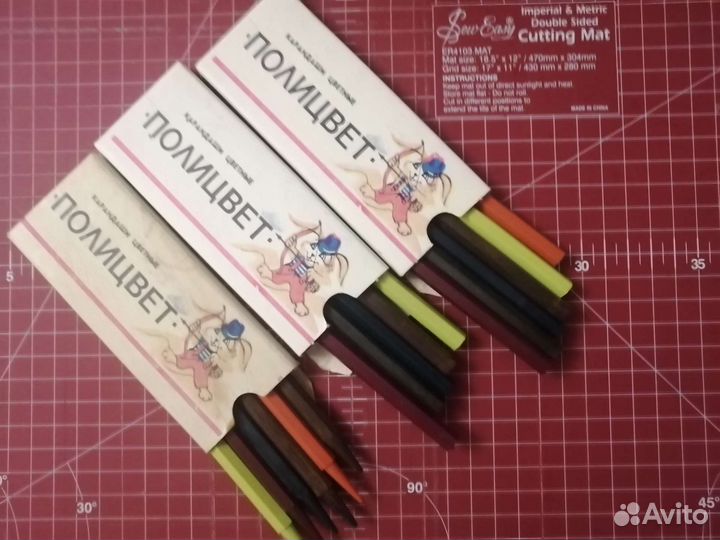 Sew Easy
Imperial & Metric
Double Sided
Cutting Mat
ER4103.MAT
Mat size: 18.5" x 12" / 470mm x 304mm
Grid size: 17" x 11" / 430 mm x 280 mm
INSTRUCTIONS
Keep mat out of direct sunlight and heat.
Store mat flat - Do not roll.
Cut in different positions to
extend the life of the mat.
MADE IN CHINA
КАРАНДАШИ ЦВЕТНЫЕ
·ПОЛИЦВЕТ·
КАРАНДАШИ ЦВЕТНЫЕ
·ПОЛИЦВЕТ·
КАРАНДАШИ ЦВЕТНЫЕ
·ПОЛИЦВЕТ·
5
30
35
0
30°
90°
45°
Avito